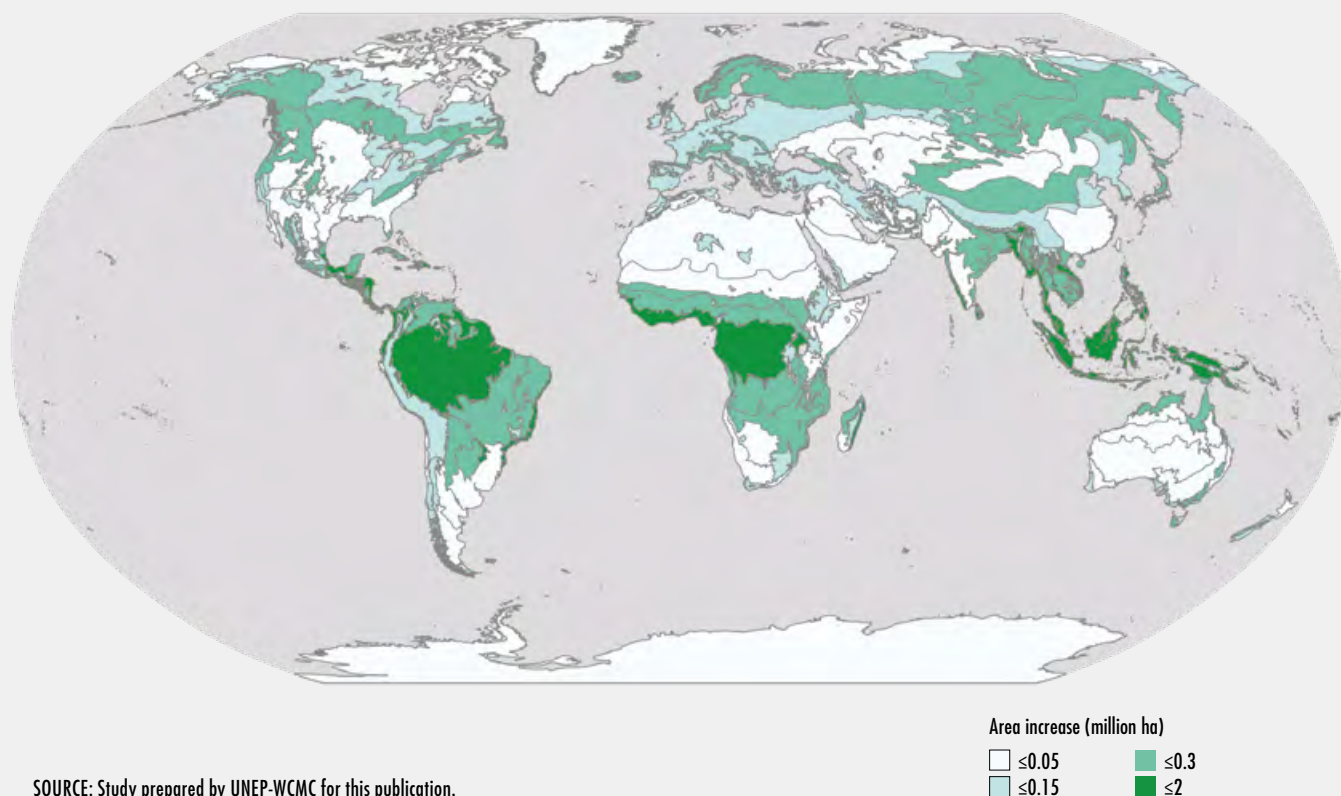 Area increase (million ha)
≤0.05 ≤0.3
≤0.15 ≤2
SOURCE: Study prepared by UNEP-WCMC for this publication.